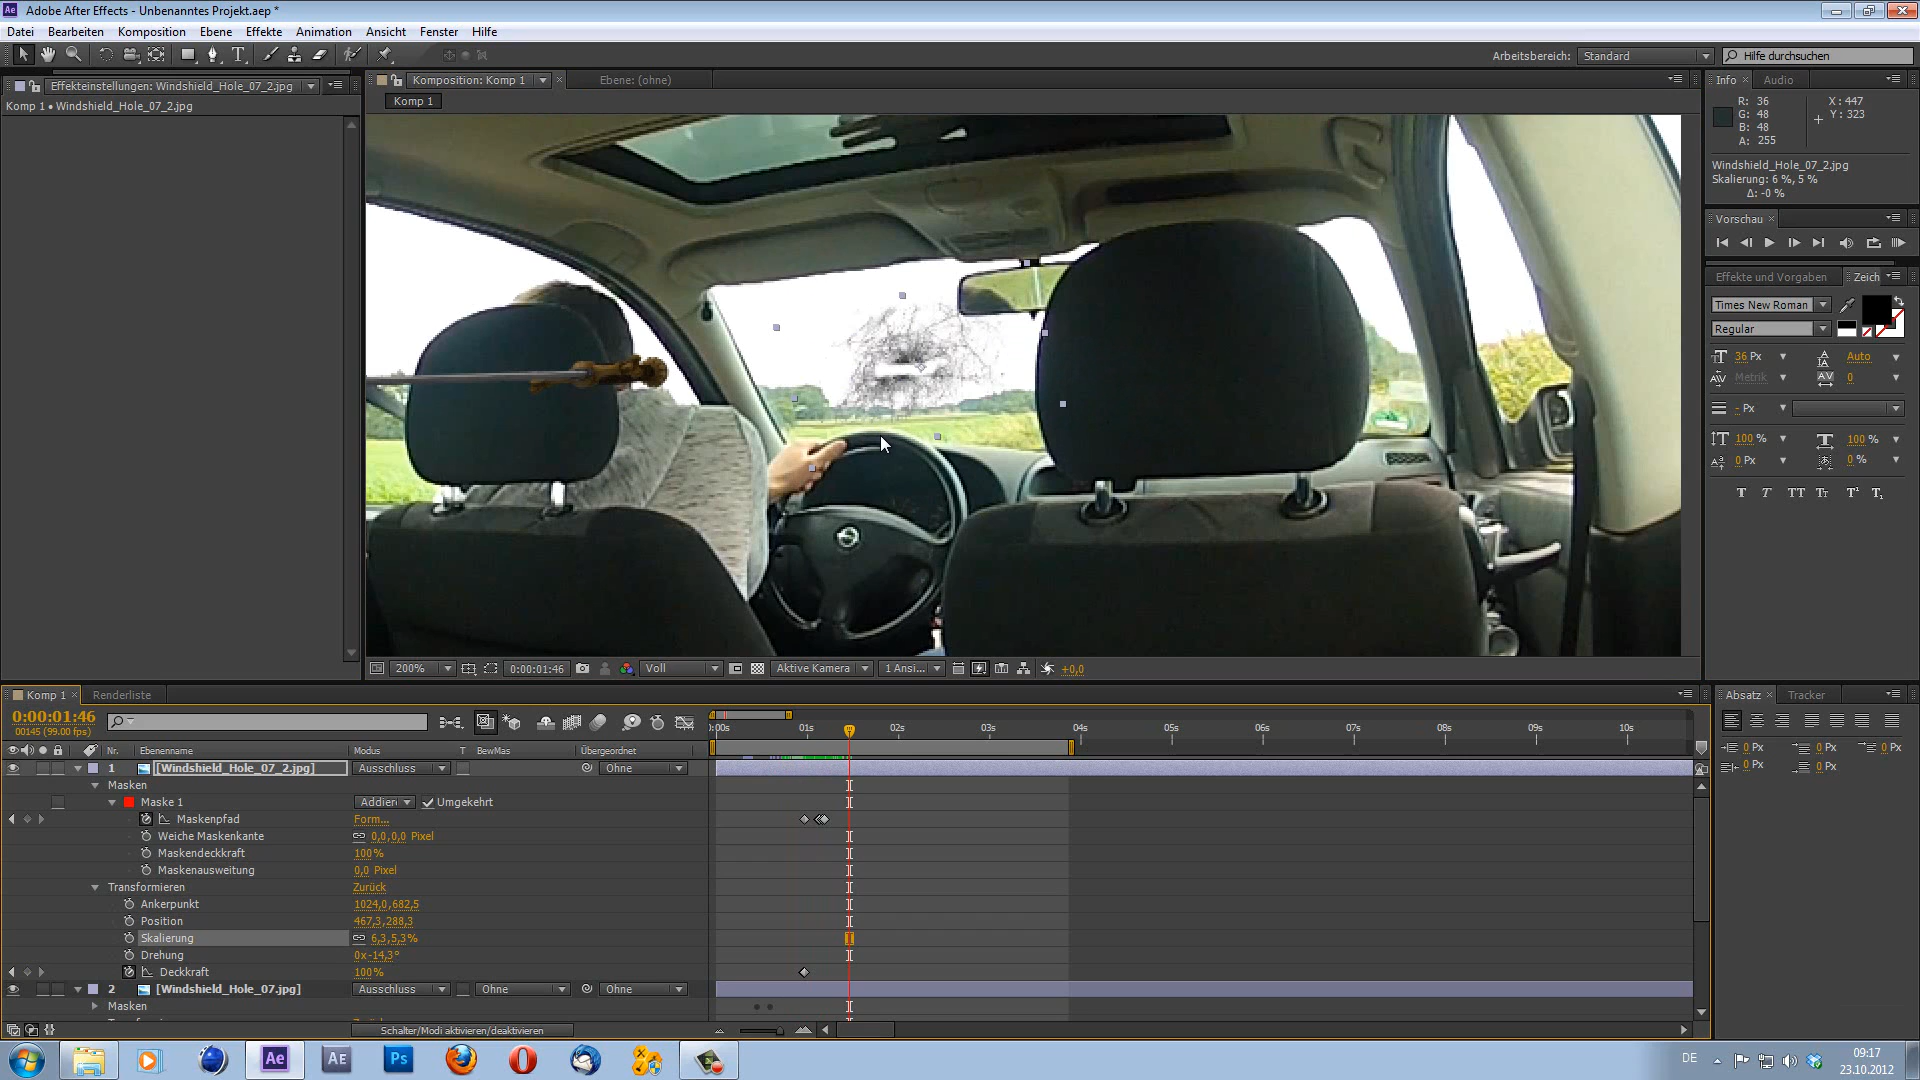 Adobe After Effects - Unbenanntes Projekt.aep *
Datei Bearbeiten Komposition Ebene Effekte Animation Ansicht Fenster Hilfe
Arbeitsbereich: Standard
Hilfe durchsuchen
Effekteinstellungen: Windshield_Hole_07_2.jpg
Komp 1 • Windshield_Hole_07_2.jpg
Komposition: Komp 1
Ebene: (ohne)
Komp 1
Info Audio
R: 36
G: 48
B: 48
A: 255
X: 447
Y: 323
Windshield_Hole_07_2.jpg
Skalierung: 6 %, 5 %
Δ: -0 %
Vorschau
Effekte und Vorgaben Zeich
Times New Roman
Regular
36 Px Auto
Metrik 0
- Px
100 % 100 %
0 Px 0 %
T T TT Tr T¹ T,
200% 0:00:01:46 Voll Aktive Kamera 1 Ansi... +0,0
Komp 1 Renderliste
0:00:01:46
00145 (99.00 fps)
:00s 01s 02s 03s 04s 05s 06s 07s 08s 09s 10s
Nr. Ebenenname Modus T BewMas Übergeordnet
1 [Windshield_Hole_07_2.jpg] Ausschluss Ohne
Masken
Maske 1 Addiere Umgekehrt
Maskenpfad Form...
Weiche Maskenkante 0,0,0,0 Pixel
Maskendeckkraft 100%
Maskenausweitung 0,0 Pixel
Transformieren Zurück
Ankerpunkt 1024,0,682,5
Position 467,3,288,3
Skalierung 6,3,5,3%
Drehung 0x-14,3°
Deckkraft 100%
2 [Windshield_Hole_07.jpg] Ausschluss Ohne Ohne
Masken
Schalter/Modi aktivieren/deaktivieren
Absatz Tracker
0 Px 0 Px 0 Px
0 Px 0 Px
Ae AE Ps
DE
09:17
23.10.2012